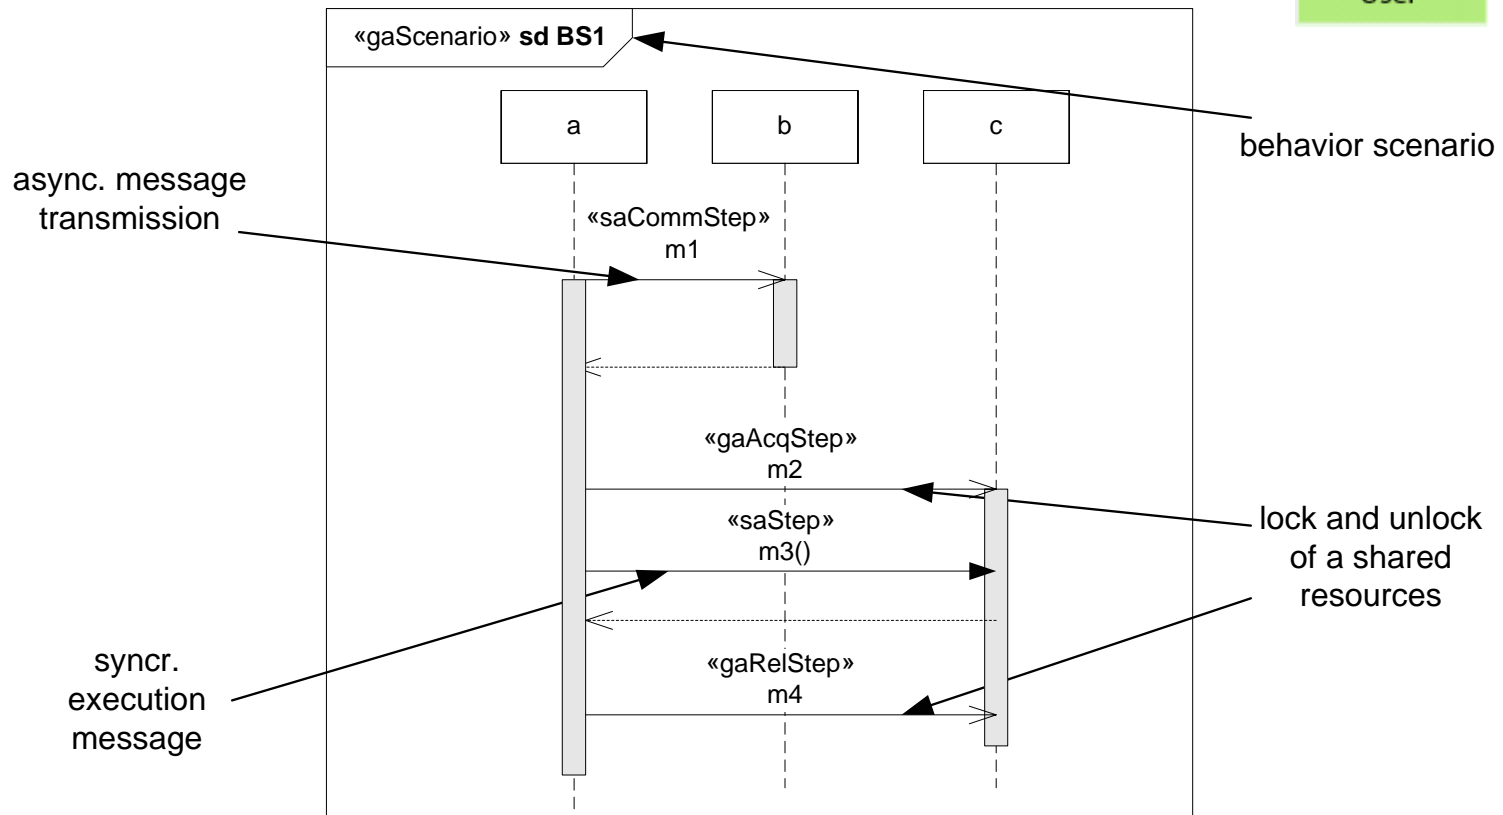 User
«gaScenario» sd BS1
a
b
c
behavior scenario
async. message
transmission
«saCommStep»
m1
«gaAcqStep»
m2
«saStep»
m3()
lock and unlock
of a shared
resources
syncr.
execution
message
«gaRelStep»
m4